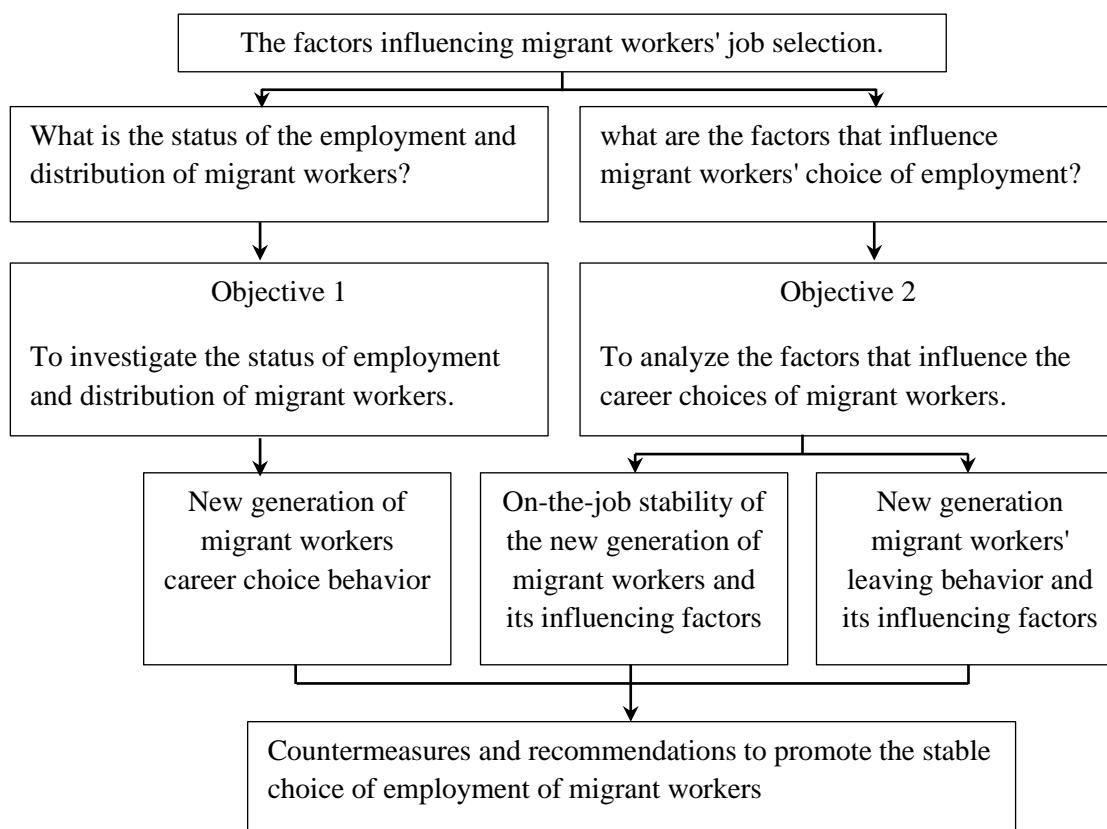 The factors influencing migrant workers' job selection.
What is the status of the employment and
distribution of migrant workers?
what are the factors that influence
migrant workers' choice of employment?
Objective 1
To investigate the status of employment
and distribution of migrant workers.
Objective 2
To analyze the factors that influence the
career choices of migrant workers.
New generation of
migrant workers
career choice behavior
On-the-job stability of
the new generation of
migrant workers and
its influencing factors
New generation
migrant workers'
leaving behavior and
its influencing factors
Countermeasures and recommendations to promote the stable
choice of employment of migrant workers